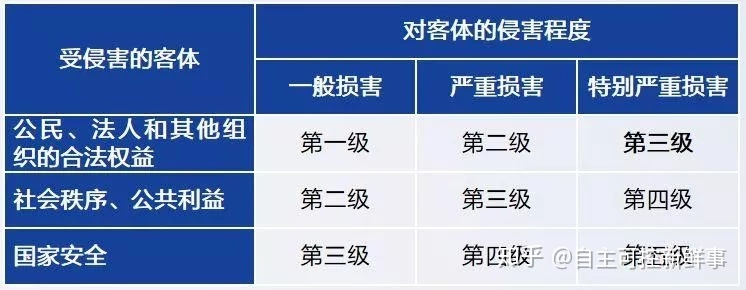 受侵害的客体
对客体的侵害程度
一般损害 严重损害 特别严重损害
公民、法人和其他组
织的合法权益
第一级 第二级 第三级
社会秩序、公共利益 第二级 第三级 第四级
国家安全 第三级 第四级 第五级
知乎 @自主可控新鲜事